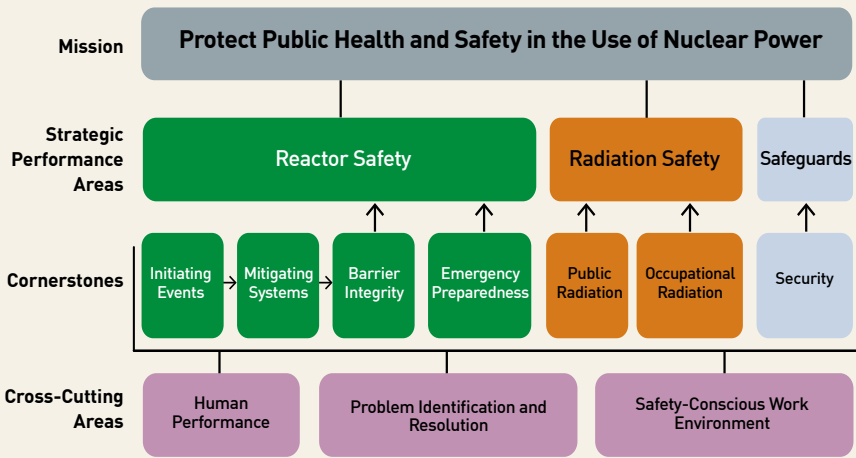 Mission
Protect Public Health and Safety in the Use of Nuclear Power
Strategic
Performance
Areas
Reactor Safety
Radiation Safety
Safeguards
Cornerstones
Initiating
Events
Mitigating
Systems
Barrier
Integrity
Emergency
Preparedness
Public
Radiation
Occupational
Radiation
Security
Cross-Cutting
Areas
Human
Performance
Problem Identification and
Resolution
Safety-Conscious Work
Environment